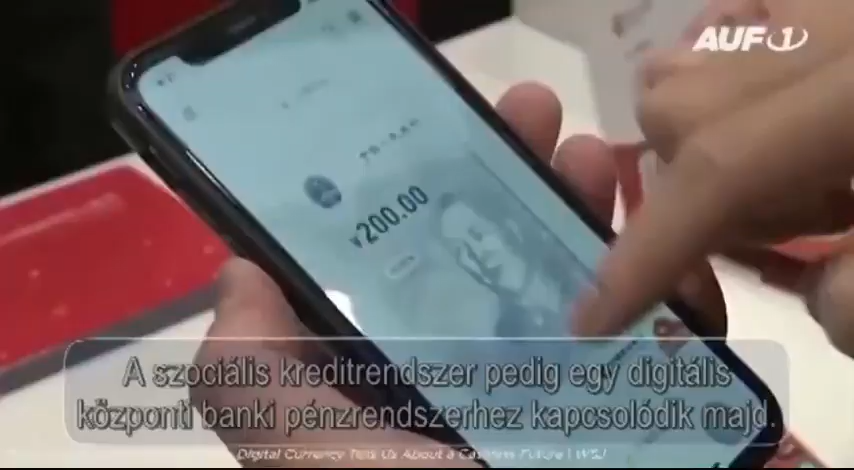 AUF1
¥200.00
A szociális kreditrendszer pedig egy digitális
központi banki pénzrendszerhez kapcsolódik majd.
Digital Currency Tells Us About a Cashless Future | WSJ